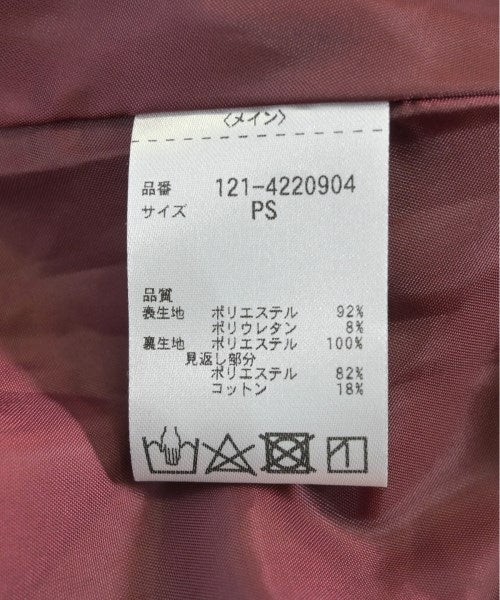 〈メイン〉
品番 121-4220904
サイズ PS
品質
表生地 ポリエステル 92%
ポリウレタン 8%
裏生地 ポリエステル 100%
見返し部分
ポリエステル 82%
コットン 18%